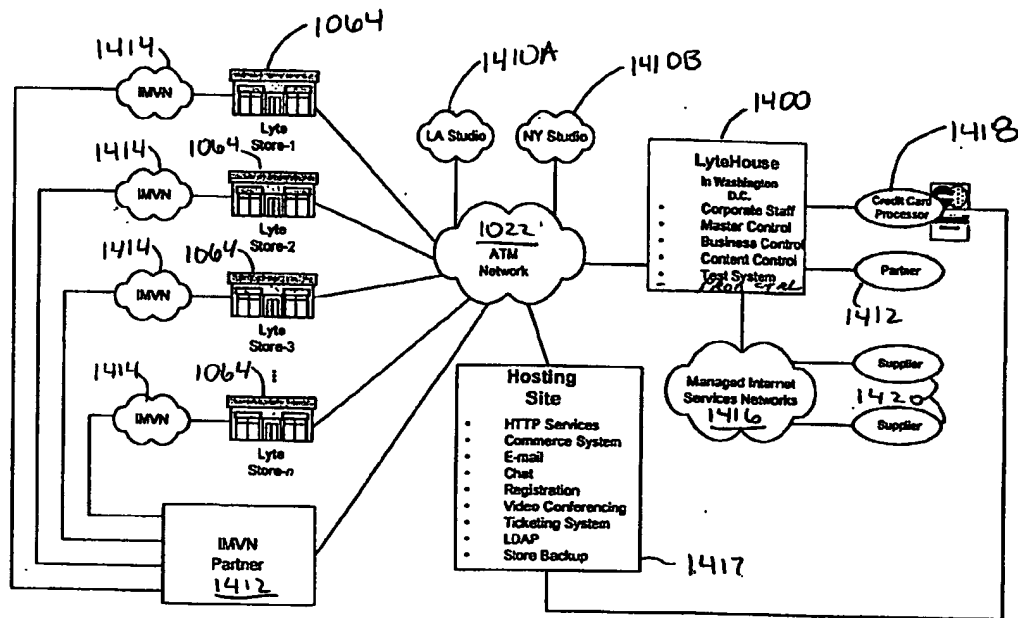 1414
1064
IMVN
Lyte
Store-1
1414
1064
IMVN
Lyte
Store-2
1414
1064
IMVN
Lyte
Store-3
1414
1064
IMVN
Lyte
Store-n
IMVN
Partner
1412
1410A
1410B
LA Studio
NY Studio
1022'
ATM
Network
1400
LyteHouse
In Washington
D.C.
• Corporate Staff
• Master Control
• Business Control
• Content Control
• Test System
1418
Credit Card
Processor
Partner
1412
Managed Internet
Services Networks
1416
Supplier
1420
Supplier
Hosting
Site
• HTTP Services
• Commerce System
• E-mail
• Chat
• Registration
• Video Conferencing
• Ticketing System
• LDAP
• Store Backup
1417